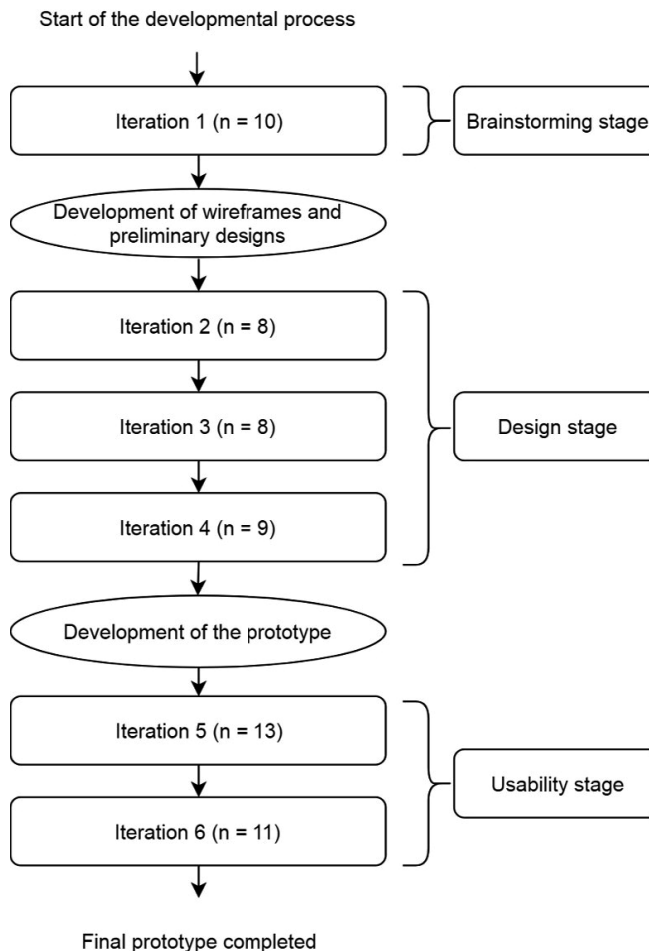 Start of the developmental process
Iteration 1 (n = 10)
Brainstorming stage
Development of wireframes and
preliminary designs
Iteration 2 (n = 8)
Iteration 3 (n = 8)
Design stage
Iteration 4 (n = 9)
Development of the prototype
Iteration 5 (n = 13)
Usability stage
Iteration 6 (n = 11)
Final prototype completed